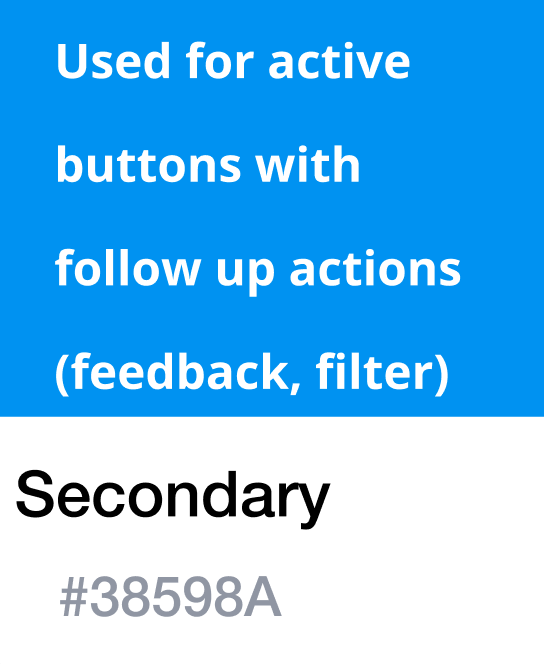 Used for active
buttons with
follow up actions
(feedback, filter)
Secondary
#38598A